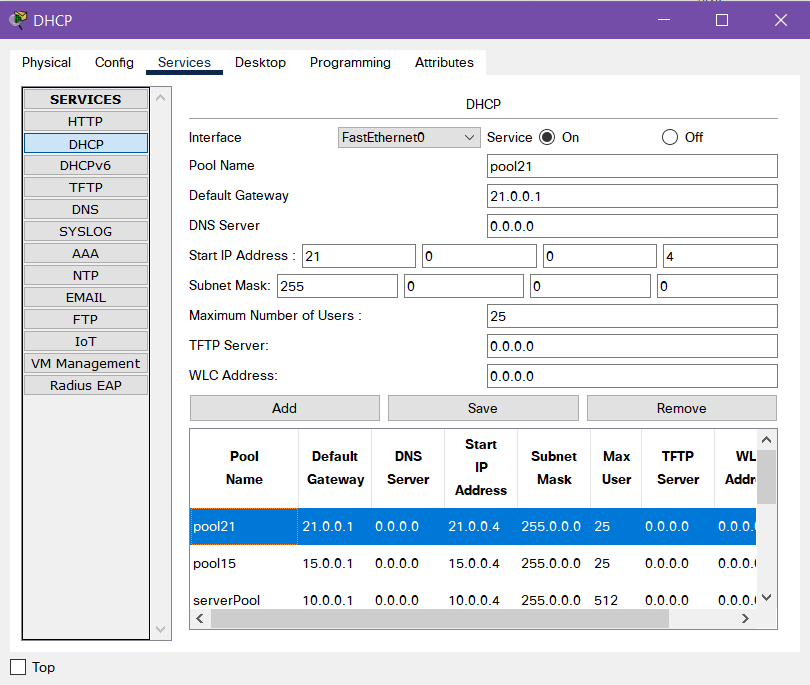 DHCP
Physical Config Services Desktop Programming Attributes
SERVICES
HTTP
DHCP
DHCPv6
TFTP
DNS
SYSLOG
AAA
NTP
EMAIL
FTP
IoT
VM Management
Radius EAP
DHCP
Interface FastEthernet0 Service On Off
Pool Name pool21
Default Gateway 21.0.0.1
DNS Server 0.0.0.0
Start IP Address : 21 0 0 4
Subnet Mask: 255 0 0 0
Maximum Number of Users : 25
TFTP Server: 0.0.0.0
WLC Address: 0.0.0.0
Add Save Remove
Pool Name Default Gateway DNS Server Start IP Address Subnet Mask Max User TFTP Server WL Addr
pool21 21.0.0.1 0.0.0.0 21.0.0.4 255.0.0.0 25 0.0.0.0 0.0.0.
pool15 15.0.0.1 0.0.0.0 15.0.0.4 255.0.0.0 25 0.0.0.0 0.0.0.
serverPool 10.0.0.1 0.0.0.0 10.0.0.4 255.0.0.0 512 0.0.0.0 0.0.0.
Top